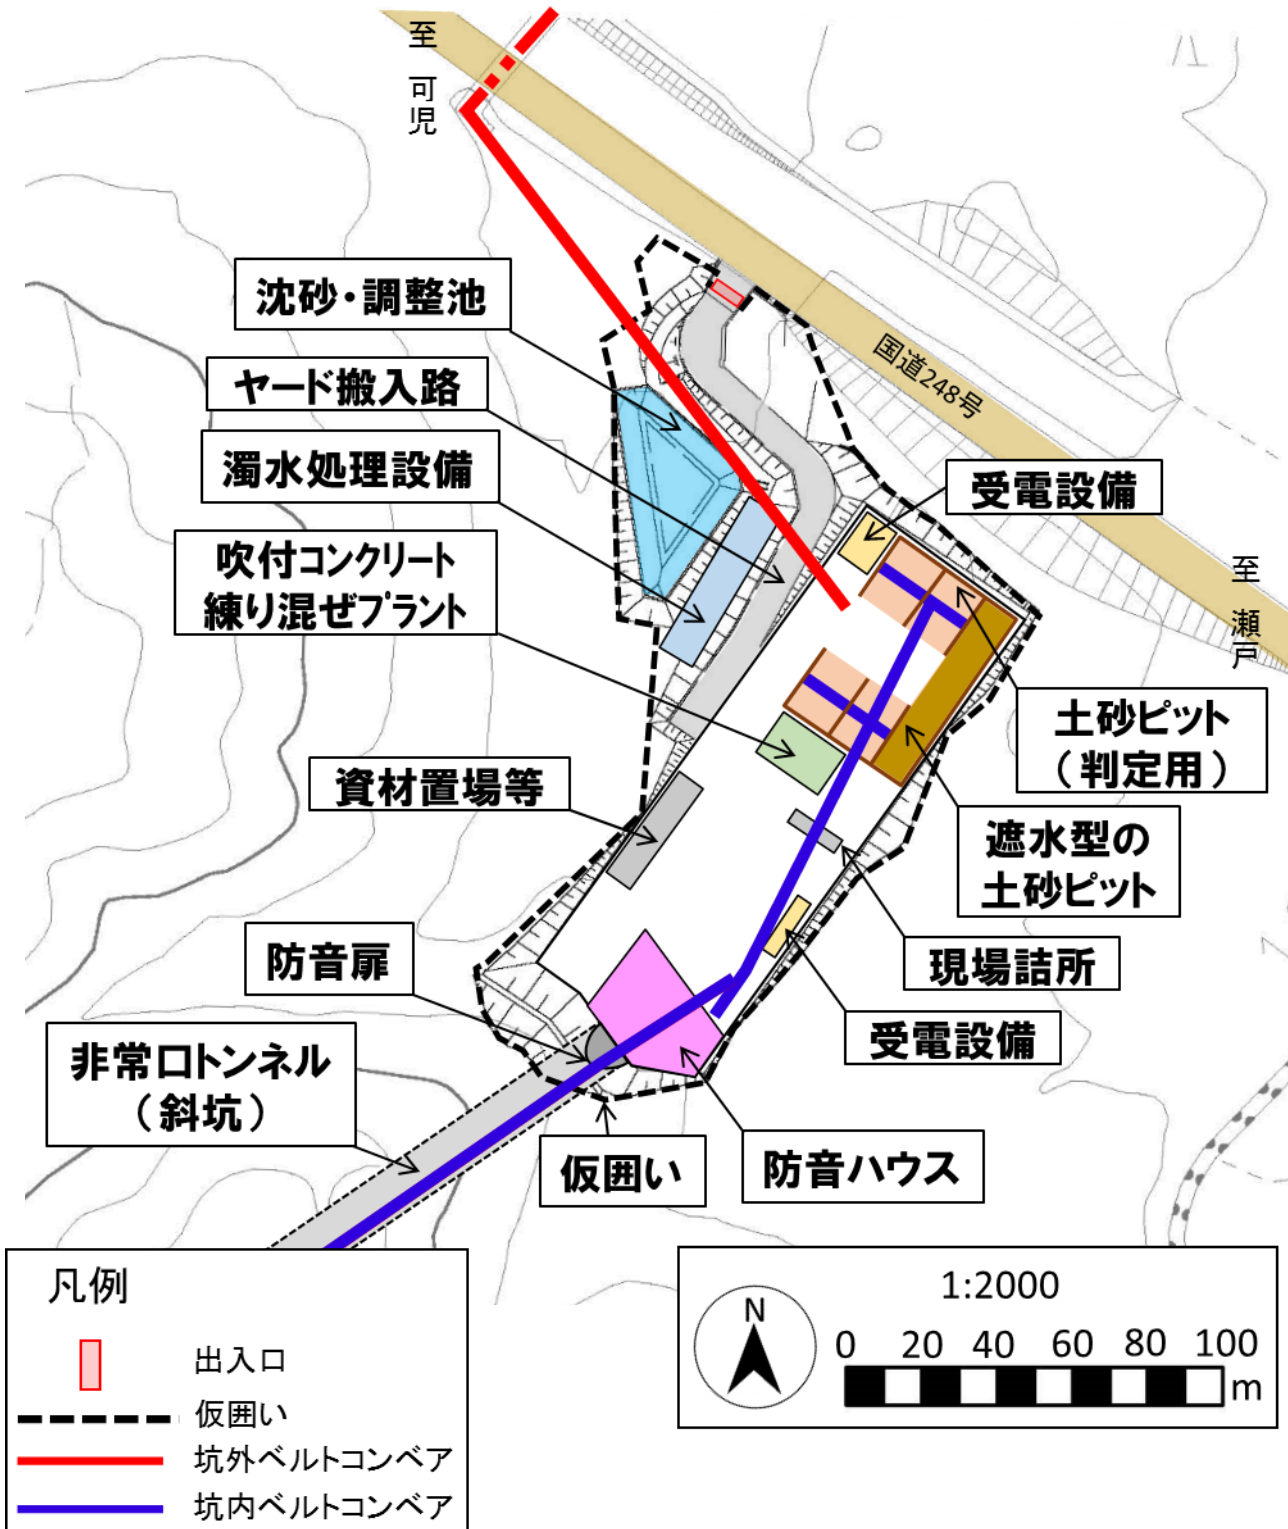 至
可
児
沈砂・調整池
ヤード搬入路
国道248号
濁水処理設備
受電設備
吹付コンクリート
練り混ぜプラント
至
瀬
戸
土砂ピット
（判定用）
資材置場等
遮水型の
土砂ピット
防音扉
現場詰所
受電設備
非常口トンネル
（斜坑）
仮囲い
防音ハウス
凡例
出入口
仮囲い
坑外ベルトコンベア
坑内ベルトコンベア
1:2000
N
0 20 40 60 80 100
m